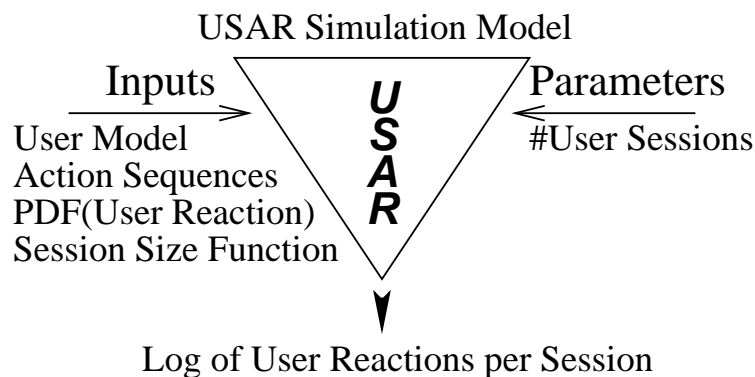 USAR Simulation Model
Inputs
Parameters
User Model
Action Sequences
PDF(User Reaction)
Session Size Function
#User Sessions
U
S
A
R
Log of User Reactions per Session